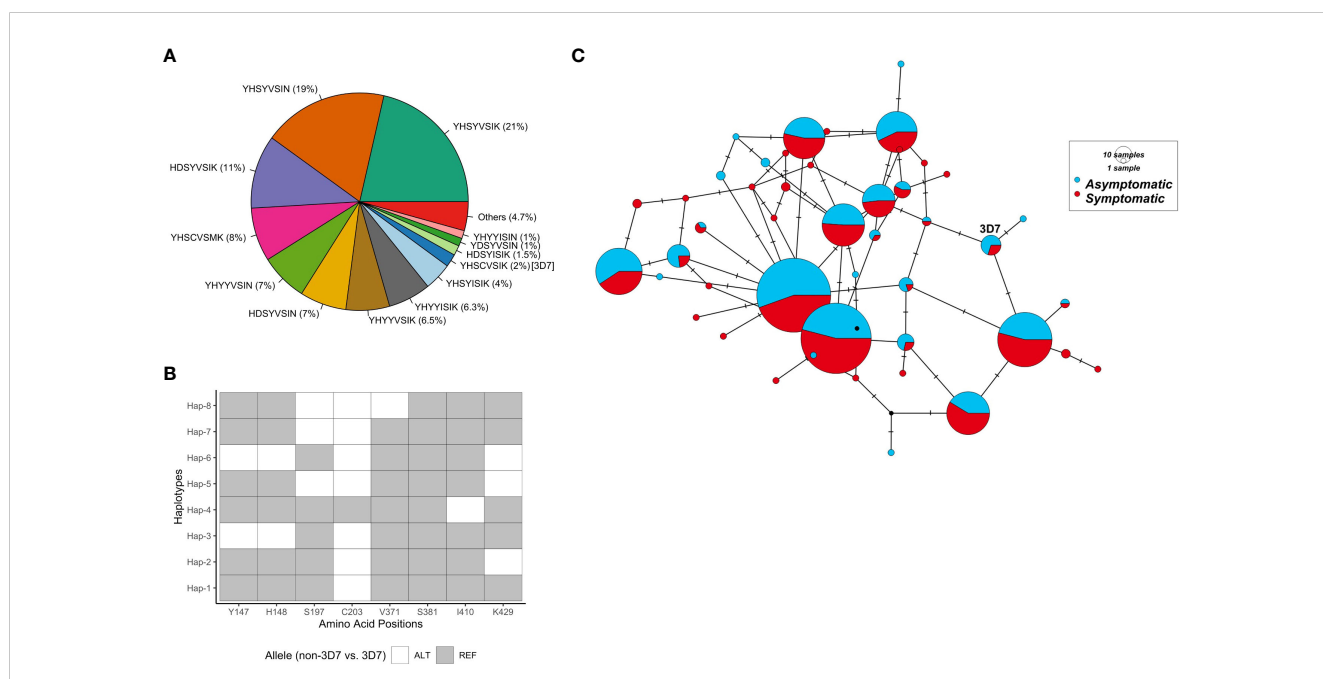 A
YHSYVSIN (19%)
YHSYVSIK (21%)
HDSYVSIK (11%)
YHSCVSMK (8%)
YHYYVSIN (7%)
HDSYVSIN (7%)
YHYYVSIK (6.5%)
YHYYISIK (6.3%)
YHSYISIK (4%)
YHSCVSIK (2%)[3D7]
HDSYISIK (1.5%)
YDSYVSIN (1%)
YHYYISIN (1%)
Others (4.7%)
B
Haplotypes
Hap-8
Hap-7
Hap-6
Hap-5
Hap-4
Hap-3
Hap-2
Hap-1
Y147 H148 S197 C203 V371 S381 I410 K429
Amino Acid Positions
Allele (non-3D7 vs. 3D7) ALT REF
C
3D7
10 samples
1 sample
Asymptomatic
Symptomatic